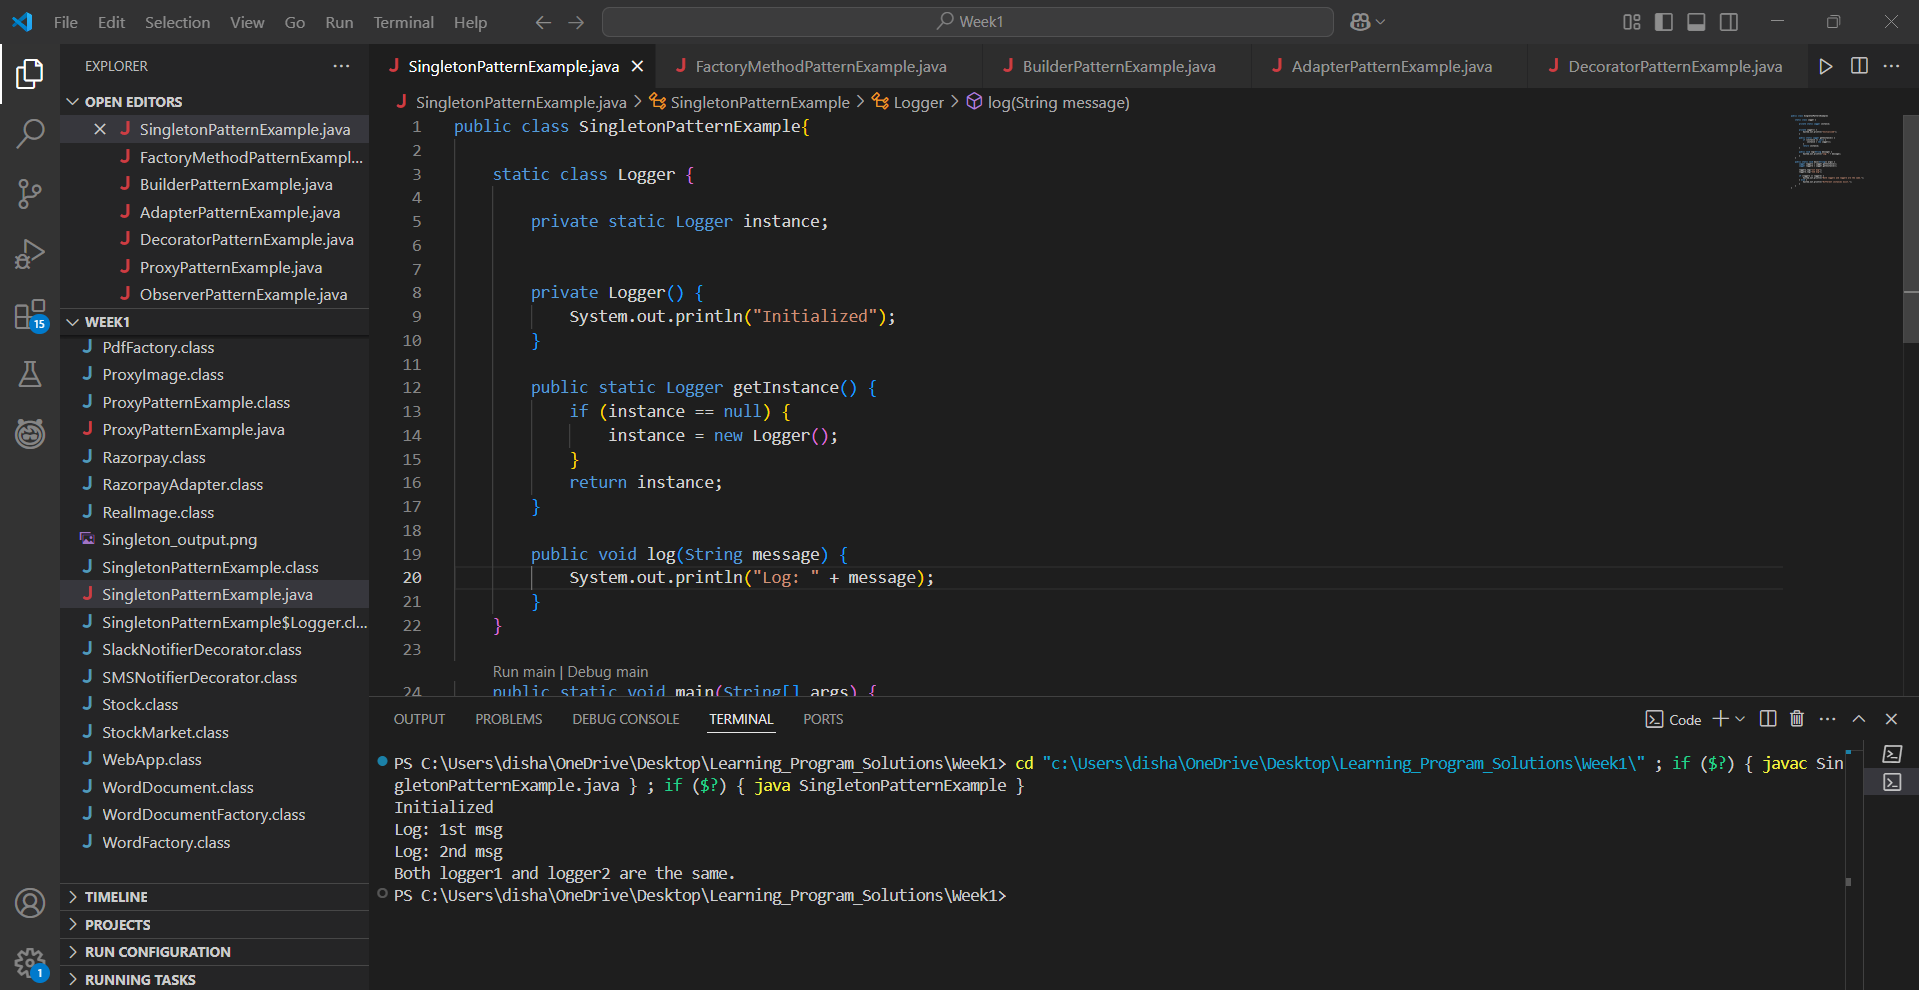 File Edit Selection View Go Run Terminal Help
Week1
EXPLORER
OPEN EDITORS
SingletonPatternExample.java
FactoryMethodPatternExampl...
BuilderPatternExample.java
AdapterPatternExample.java
DecoratorPatternExample.java
ProxyPatternExample.java
ObserverPatternExample.java
WEEK1
PdfFactory.class
ProxyImage.class
ProxyPatternExample.class
ProxyPatternExample.java
Razorpay.class
RazorpayAdapter.class
RealImage.class
Singleton_output.png
SingletonPatternExample.class
SingletonPatternExample.java
SingletonPatternExample$Logger.cl...
SlackNotifierDecorator.class
SMSNotifierDecorator.class
Stock.class
StockMarket.class
WebApp.class
WordDocument.class
WordDocumentFactory.class
WordFactory.class
TIMELINE
PROJECTS
RUN CONFIGURATION
RUNNING TASKS
15
1
SingletonPatternExample.java FactoryMethodPatternExample.java BuilderPatternExample.java AdapterPatternExample.java DecoratorPatternExample.java
SingletonPatternExample.java > SingletonPatternExample > Logger > log(String message)
1 public class SingletonPatternExample{
2
3 static class Logger {
4
5 private static Logger instance;
6
7
8 private Logger() {
9 System.out.println("Initialized");
10 }
11
12 public static Logger getInstance() {
13 if (instance == null) {
14 instance = new Logger();
15 }
16 return instance;
17 }
18
19 public void log(String message) {
20 System.out.println("Log: " + message);
21 }
22 }
23
Run main | Debug main
24 public static void main(String[] args) {
OUTPUT PROBLEMS DEBUG CONSOLE TERMINAL PORTS
Code
PS C:\Users\disha\OneDrive\Desktop\Learning_Program_Solutions\Week1> cd "c:\Users\disha\OneDrive\Desktop\Learning_Program_Solutions\Week1\" ; if ($?) { javac Sin
gletonPatternExample.java } ; if ($?) { java SingletonPatternExample }
Initialized
Log: 1st msg
Log: 2nd msg
Both logger1 and logger2 are the same.
PS C:\Users\disha\OneDrive\Desktop\Learning_Program_Solutions\Week1>